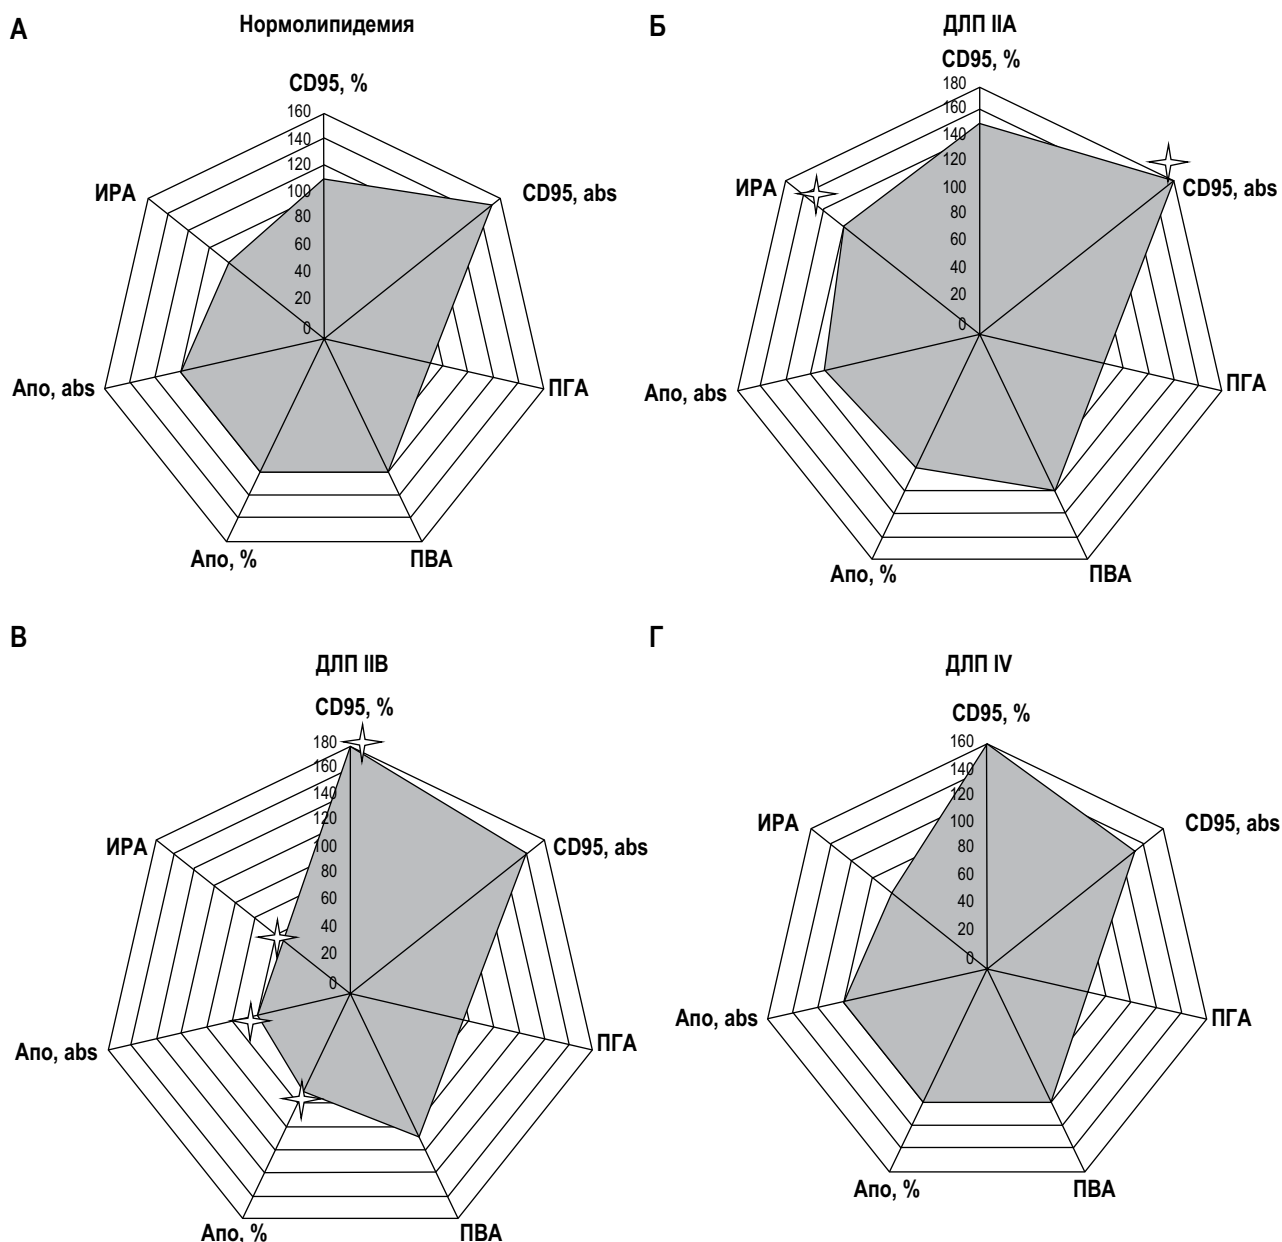 А
Нормолипидемия
CD95, %
160
140
120
100
80
60
40
20
0
CD95, abs
ПГА
ПВА
Апо, %
Апо, abs
ИРА
Б
ДЛП IIA
CD95, %
180
160
140
120
100
80
60
40
20
0
CD95, abs
ПГА
ПВА
Апо, %
Апо, abs
ИРА
В
ДЛП IIB
CD95, %
180
160
140
120
100
80
60
40
20
0
CD95, abs
ПГА
ПВА
Апо, %
Апо, abs
ИРА
Г
ДЛП IV
CD95, %
160
140
120
100
80
60
40
20
0
CD95, abs
ПГА
ПВА
Апо, %
Апо, abs
ИРА